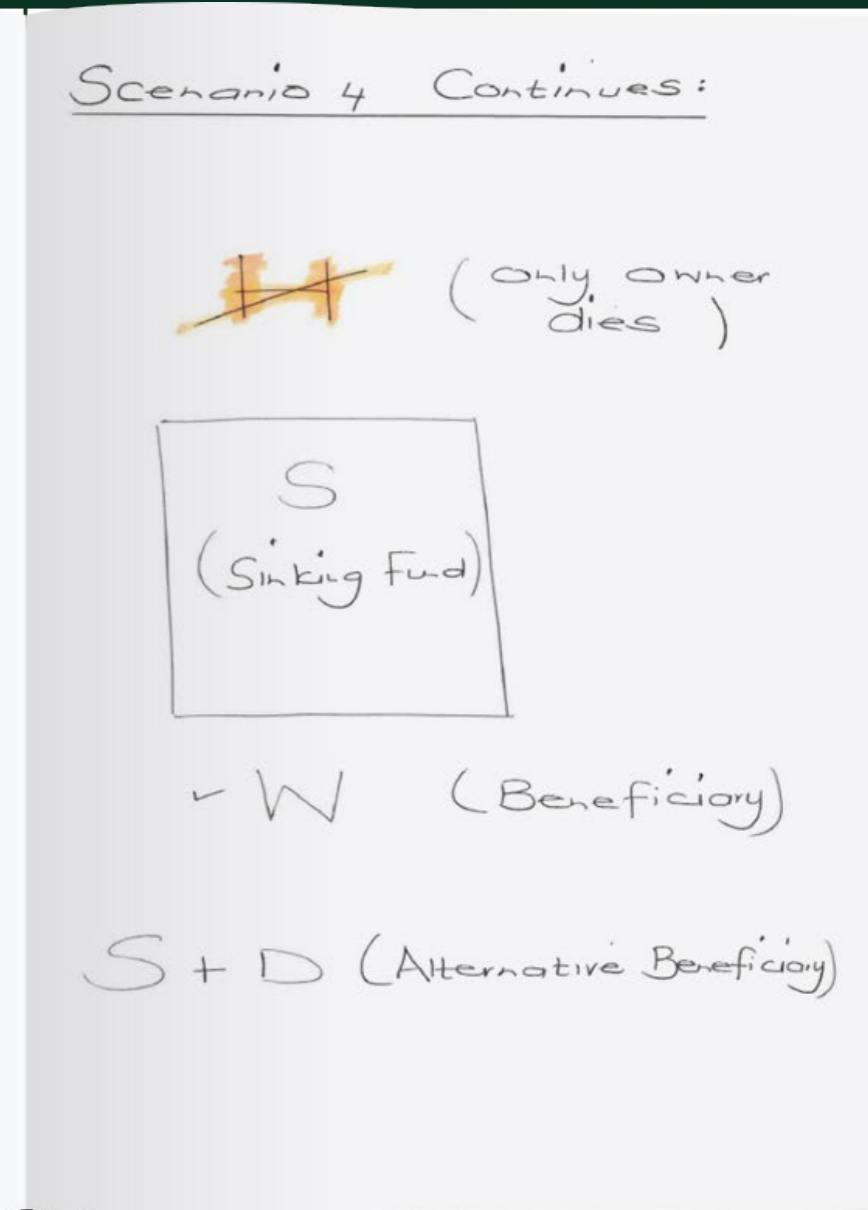 Scenario 4 Continues:
H (Only Owner
dies)
S
(Sinking Fund)
✓ W (Beneficiary)
S + D (Alternative Beneficiary)